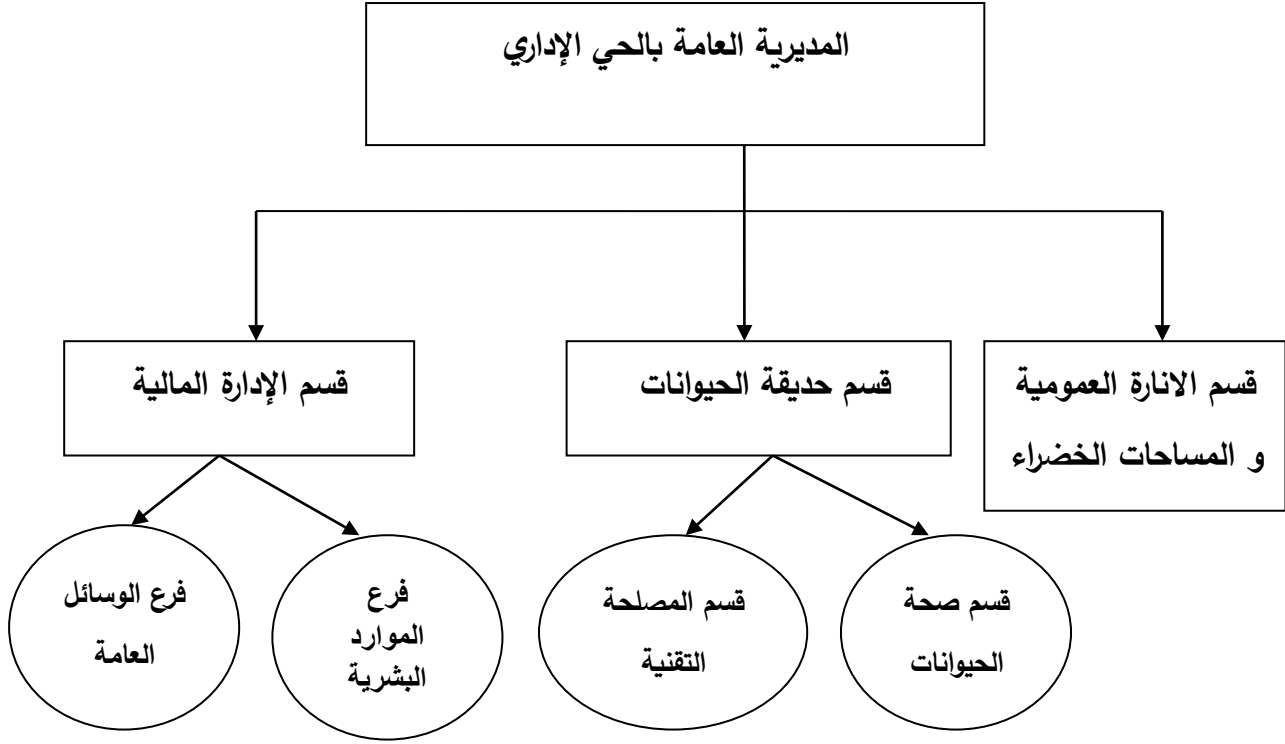 المديرية العامة بالحي الإداري
قسم الانارة العمومية
و المساحات الخضراء
قسم حديقة الحيوانات
قسم الإدارة المالية
قسم صحة
الحيوانات
قسم المصلحة
التقنية
فرع
الموارد
البشرية
فرع الوسائل
العامة